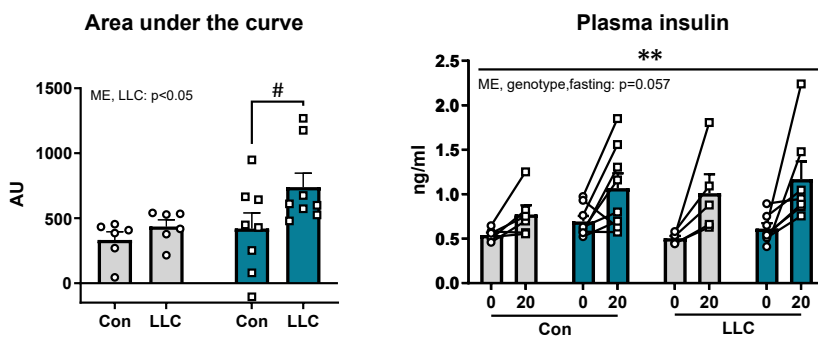 Area under the curve
ME, LLC: p<0.05
#
AU
1500
1000
500
0
Con LLC Con LLC
Plasma insulin
**
ME, genotype,fasting: p=0.057
ng/ml
2.5
2.0
1.5
1.0
0.5
0.0
0 20 0 20 0 20 0 20
Con LLC